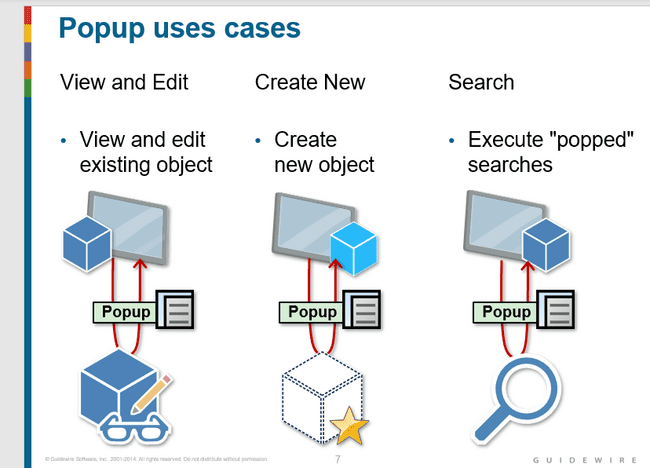 Popup uses cases
View and Edit
Create New
Search
• View and edit
existing object
• Create
new object
• Execute "popped"
searches
Popup
Popup
Popup
© Guidewire Software, Inc. 2001-2014. All rights reserved. Do not distribute without permission.
7
GUIDEWIRE